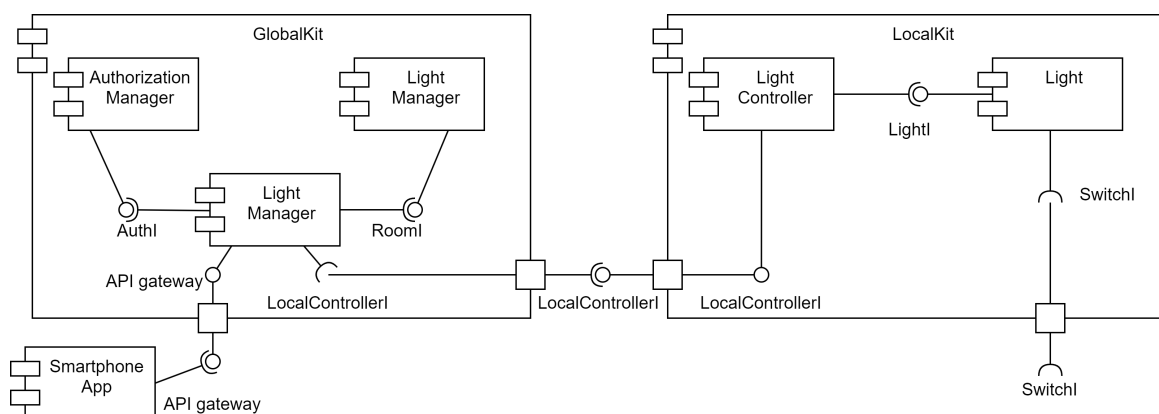 GlobalKit
LocalKit
Authorization
Manager
Light
Manager
Light
Controller
Light
LightI
Light
Manager
AuthI
RoomI
SwitchI
API gateway
LocalControllerI
LocalControllerI
LocalControllerI
Smartphone
App
API gateway
SwitchI